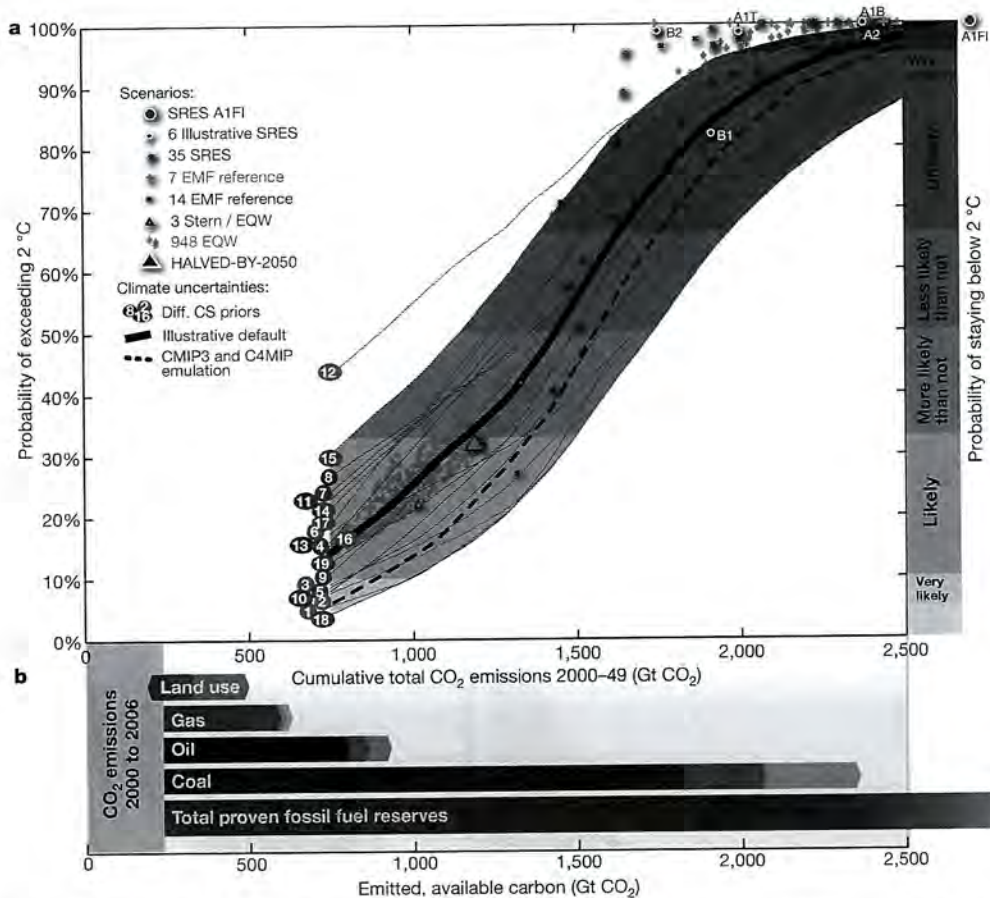 a
100%
90%
80%
70%
60%
50%
40%
30%
20%
10%
0%
Probability of exceeding 2 °C
Scenarios:
SRES A1FI
6 Illustrative SRES
35 SRES
7 EMF reference
14 EMF reference
3 Stern / EQW
948 EQW
HALVED-BY-2050
Climate uncertainties:
8 2 16 Diff. CS priors
Illustrative default
CMIP3 and C4MIP
emulation
B2
A1T
A1B
A2
A1FI
B1
12
15
8
7
11
14
17
6
16
13
4
19
9
3
5
10
2
1
18
Unlikely
Less likely
than not
More likely
than not
Likely
Very
likely
Probability of staying below 2 °C
0
500
1,000
1,500
2,000
2,500
Cumulative total CO₂ emissions 2000–49 (Gt CO₂)
b
CO₂ emissions
2000 to 2006
Land use
Gas
Oil
Coal
Total proven fossil fuel reserves
0
500
1,000
1,500
2,000
2,500
Emitted, available carbon (Gt CO₂)